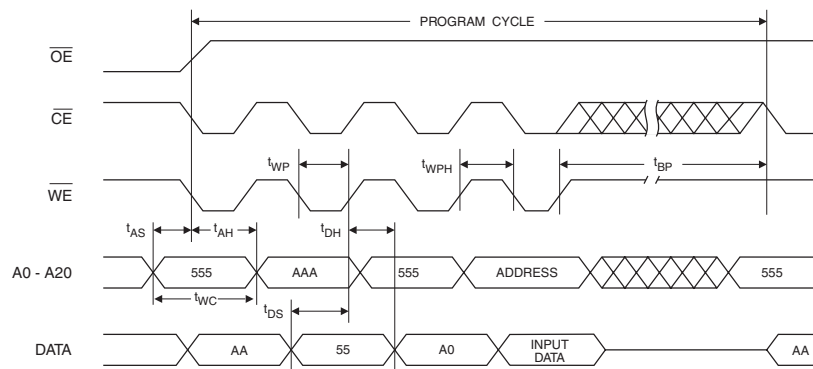 PROGRAM CYCLE
OE
CE
tWP
tWPH
tBP
WE
tAS
tAH
tDH
A0 - A20
555
AAA
555
ADDRESS
555
tWC
tDS
DATA
AA
55
A0
INPUT
DATA
AA